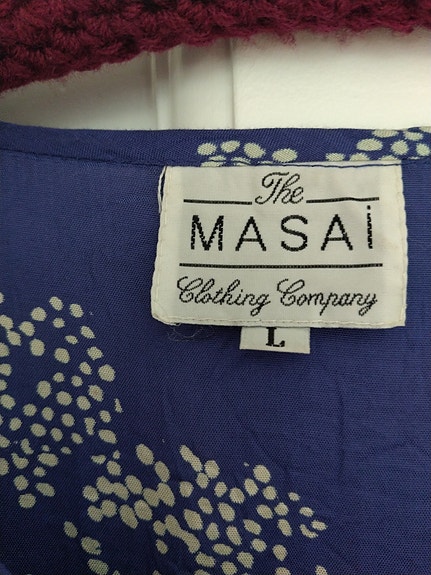 The
MASAi
Clothing Company
L